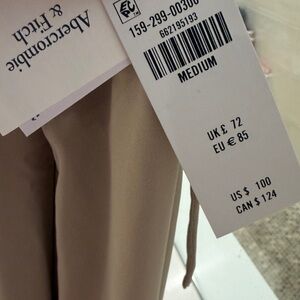 Abercrombie
& Fitch
159-299-00300
662195193
MEDIUM
UK £ 72
EU € 85
US $ 100
CAN $ 124